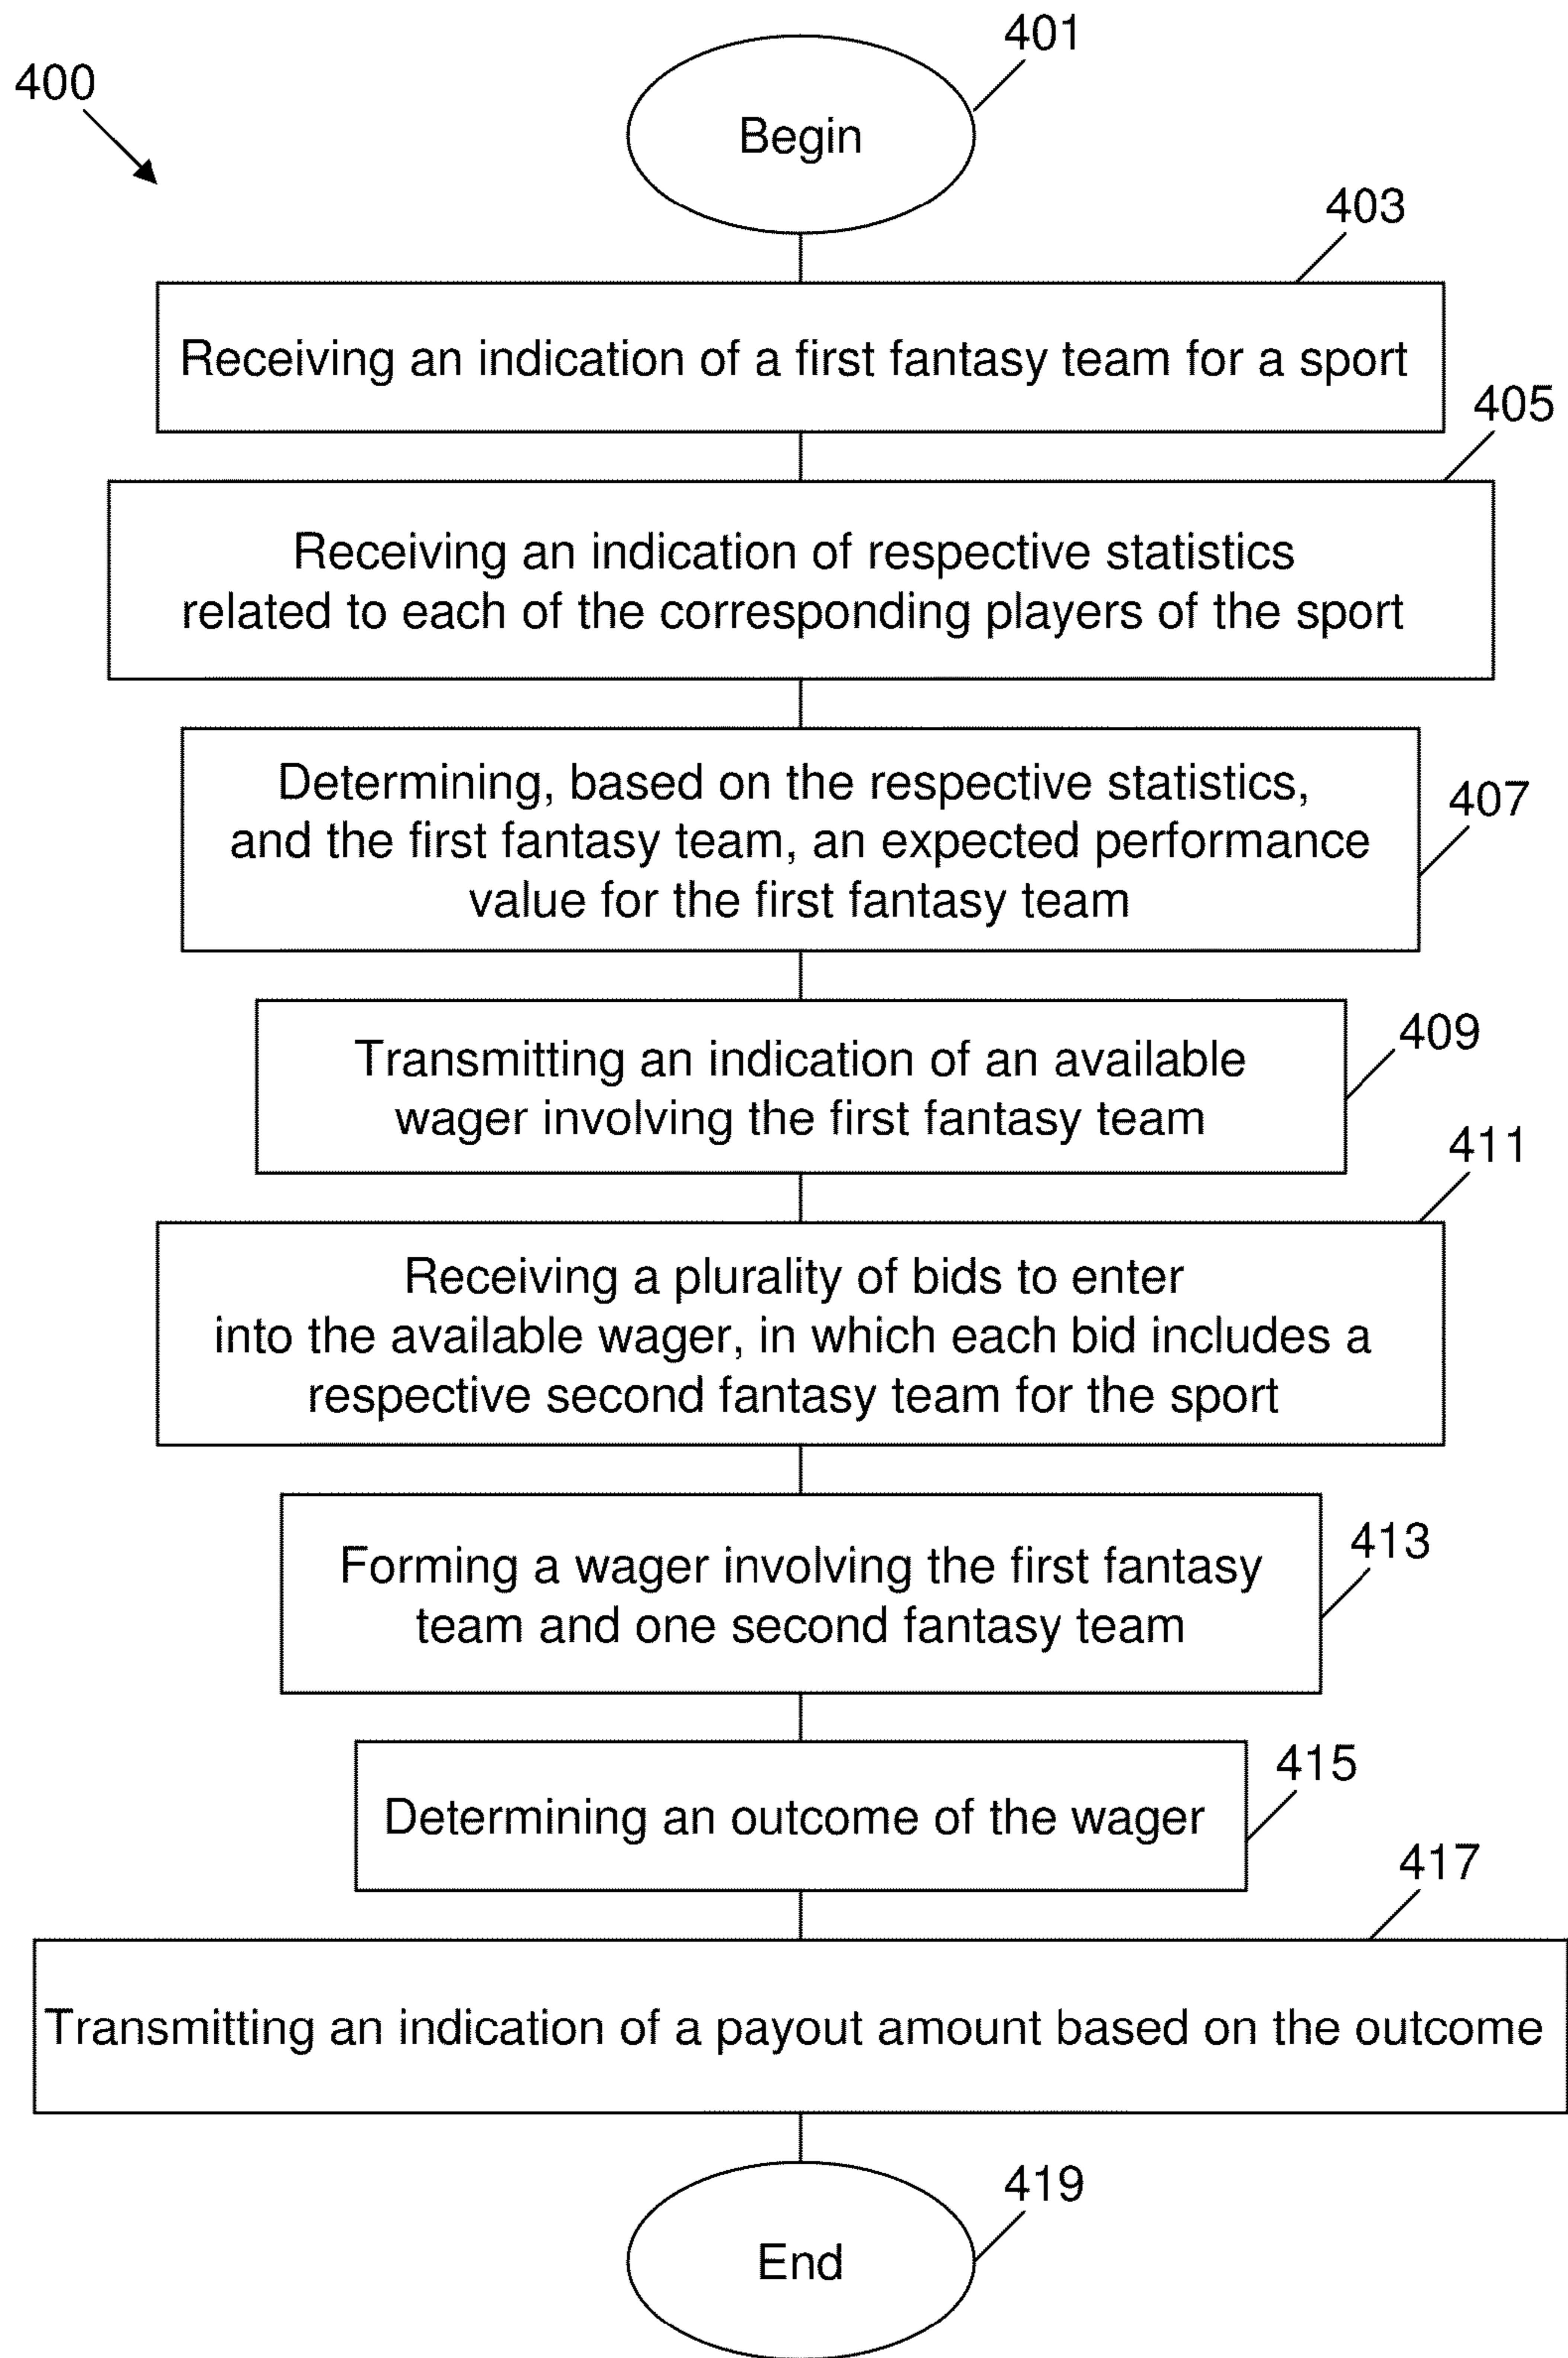 401
400
Begin
403
Receiving an indication of a first fantasy team for a sport
405
Receiving an indication of respective statistics
related to each of the corresponding players of the sport
Determining, based on the respective statistics,
and the first fantasy team, an expected performance
value for the first fantasy team
407
Transmitting an indication of an available
wager involving the first fantasy team
409
411
Receiving a plurality of bids to enter
into the available wager, in which each bid includes a
respective second fantasy team for the sport
Forming a wager involving the first fantasy
team and one second fantasy team
413
Determining an outcome of the wager
415
417
Transmitting an indication of a payout amount based on the outcome
419
End